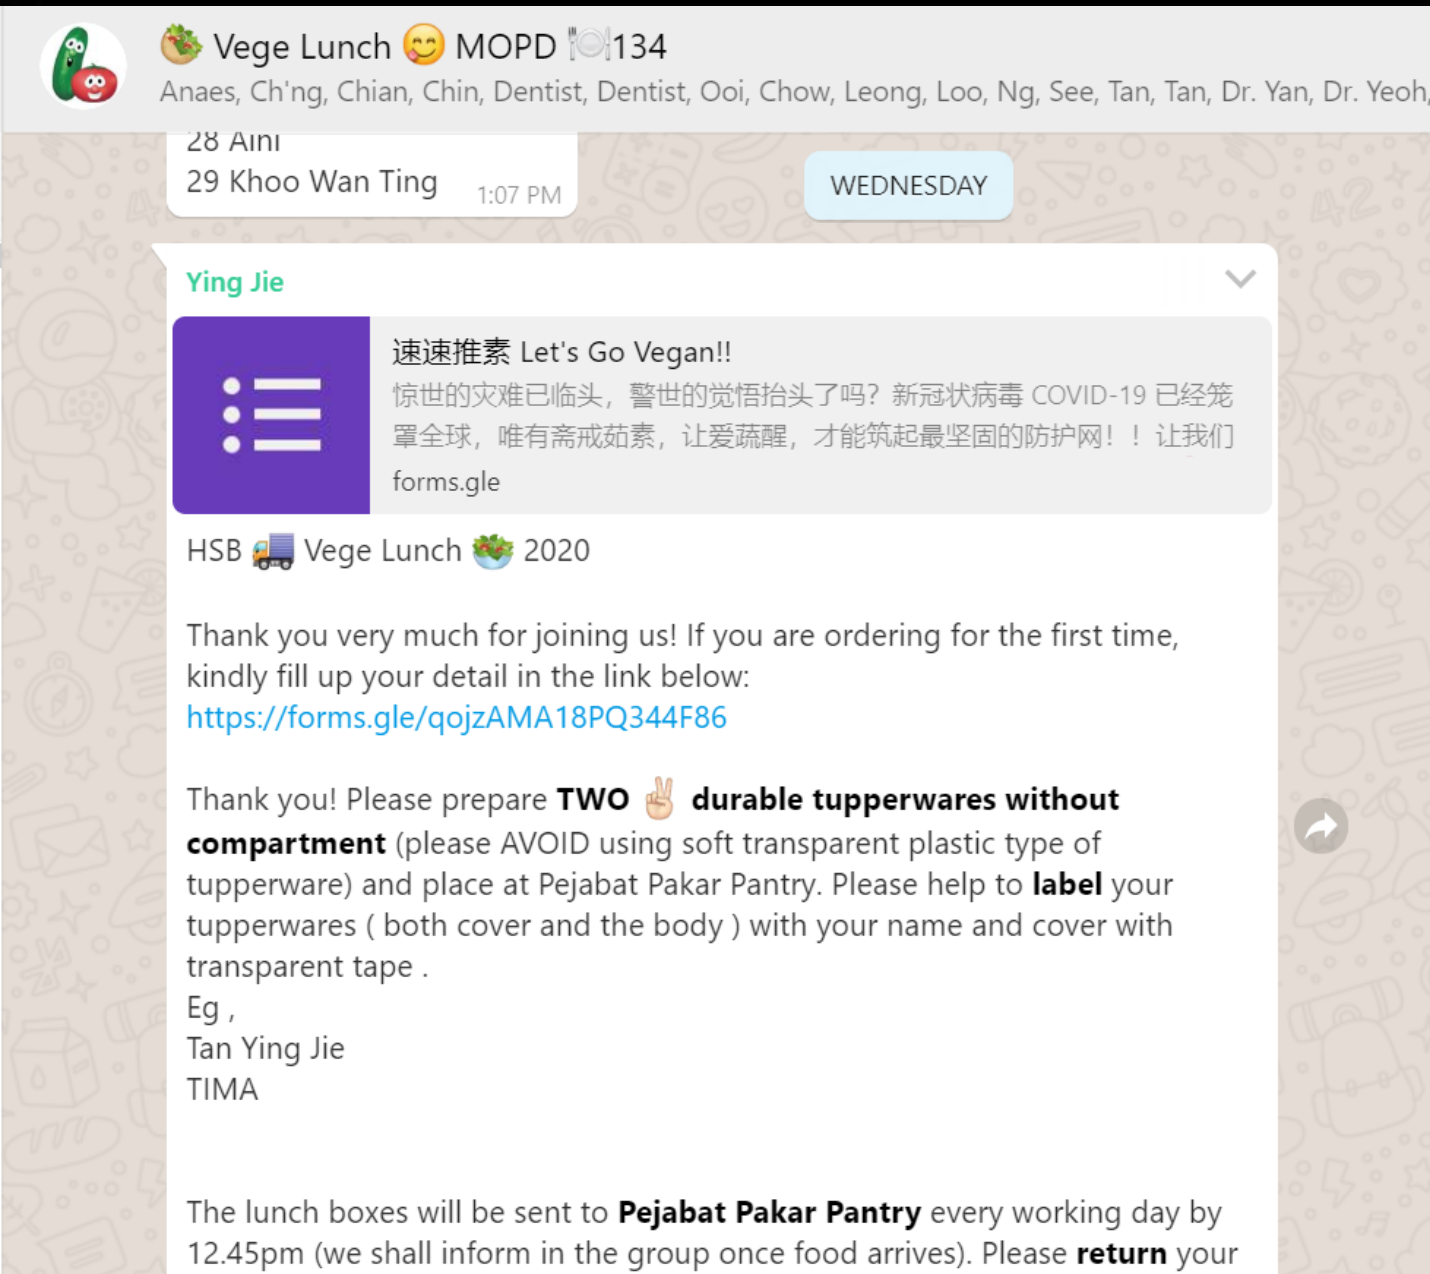 🥙 Vege Lunch 😋 MOPD 🍽134
Anaes, Ch'ng, Chian, Chin, Dentist, Dentist, Ooi, Chow, Leong, Loo, Ng, See, Tan, Tan, Dr. Yan, Dr. Yeoh,
28 Aini
29 Khoo Wan Ting
1:07 PM
WEDNESDAY
Ying Jie
速速推素 Let's Go Vegan!!
惊世的灾难已临头，警世的觉悟抬头了吗？新冠状病毒 COVID-19 已经笼
罩全球，唯有斋戒茹素，让爱蔬醒，才能筑起最坚固的防护网！！让我们
forms.gle
HSB 🚛 Vege Lunch 🥗 2020
Thank you very much for joining us! If you are ordering for the first time,
kindly fill up your detail in the link below:
https://forms.gle/qojzAMA18PQ344F86
Thank you! Please prepare TWO ✌🏻 durable tupperwares without
compartment (please AVOID using soft transparent plastic type of
tupperware) and place at Pejabat Pakar Pantry. Please help to label your
tupperwares ( both cover and the body ) with your name and cover with
transparent tape .
Eg ,
Tan Ying Jie
TIMA
The lunch boxes will be sent to Pejabat Pakar Pantry every working day by
12.45pm (we shall inform in the group once food arrives). Please return your